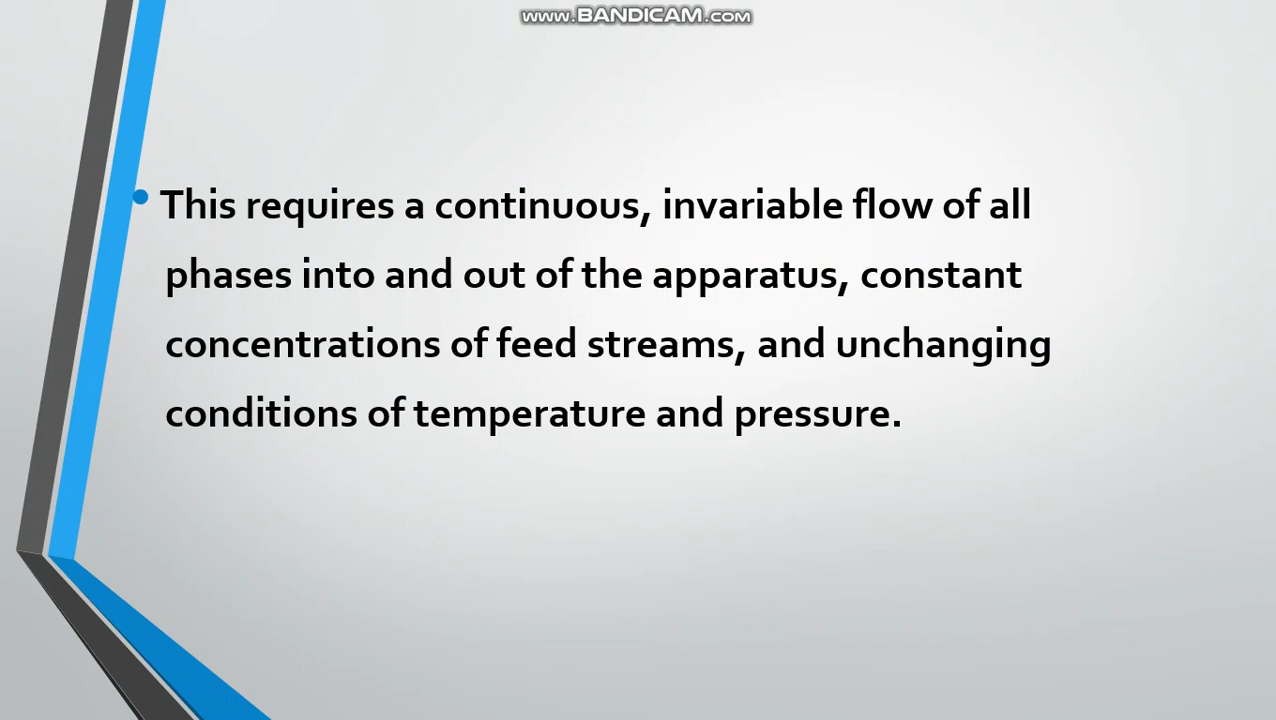 www.BANDICAM.com
• This requires a continuous, invariable flow of all
phases into and out of the apparatus, constant
concentrations of feed streams, and unchanging
conditions of temperature and pressure.